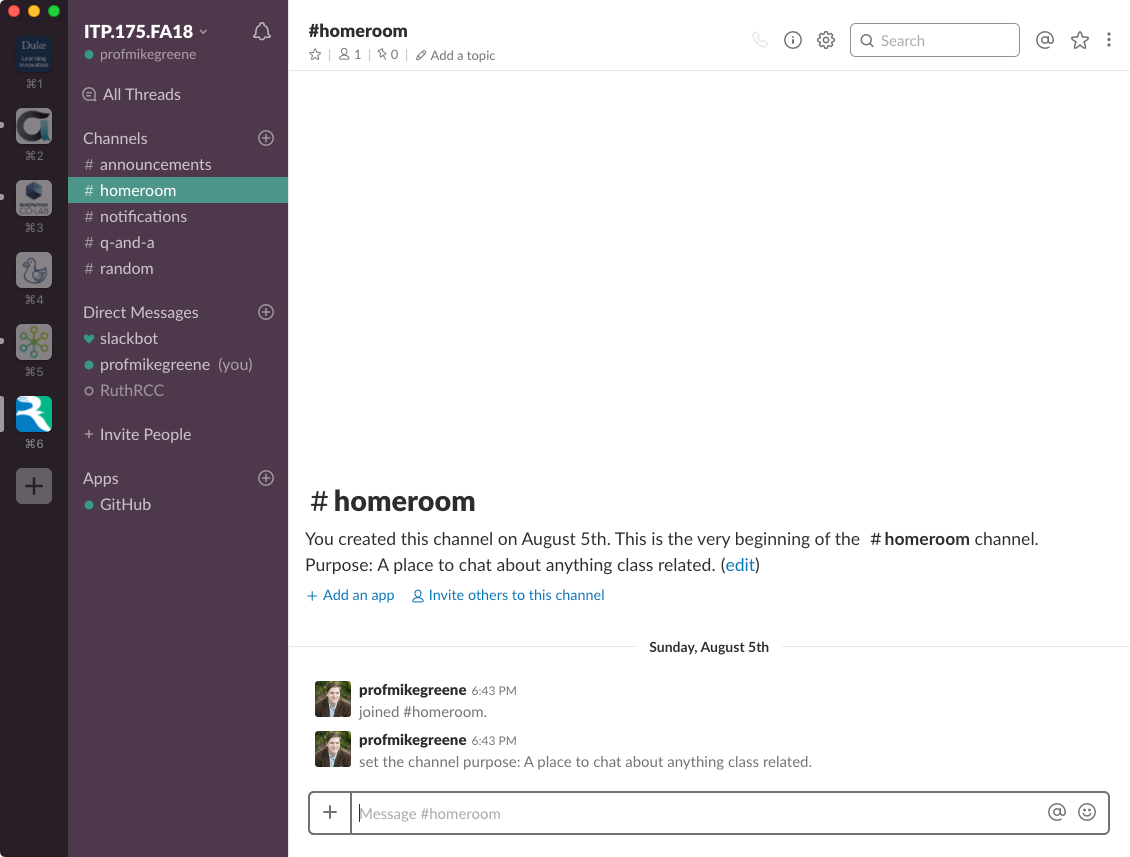 Duke
Learning
Innovation
⌘1
⌘2
INNOVATION
CO-LAB
⌘3
⌘4
⌘5
⌘6
ITP.175.FA18
profmikegreene
All Threads
Channels
# announcements
# homeroom
# notifications
# q-and-a
# random
Direct Messages
slackbot
profmikegreene (you)
RuthRCC
+ Invite People
Apps
GitHub
#homeroom
1 | 0 | Add a topic
Search
#homeroom
You created this channel on August 5th. This is the very beginning of the #homeroom channel.
Purpose: A place to chat about anything class related. (edit)
+ Add an app Invite others to this channel
Sunday, August 5th
profmikegreene 6:43 PM
joined #homeroom.
profmikegreene 6:43 PM
set the channel purpose: A place to chat about anything class related.
Message #homeroom